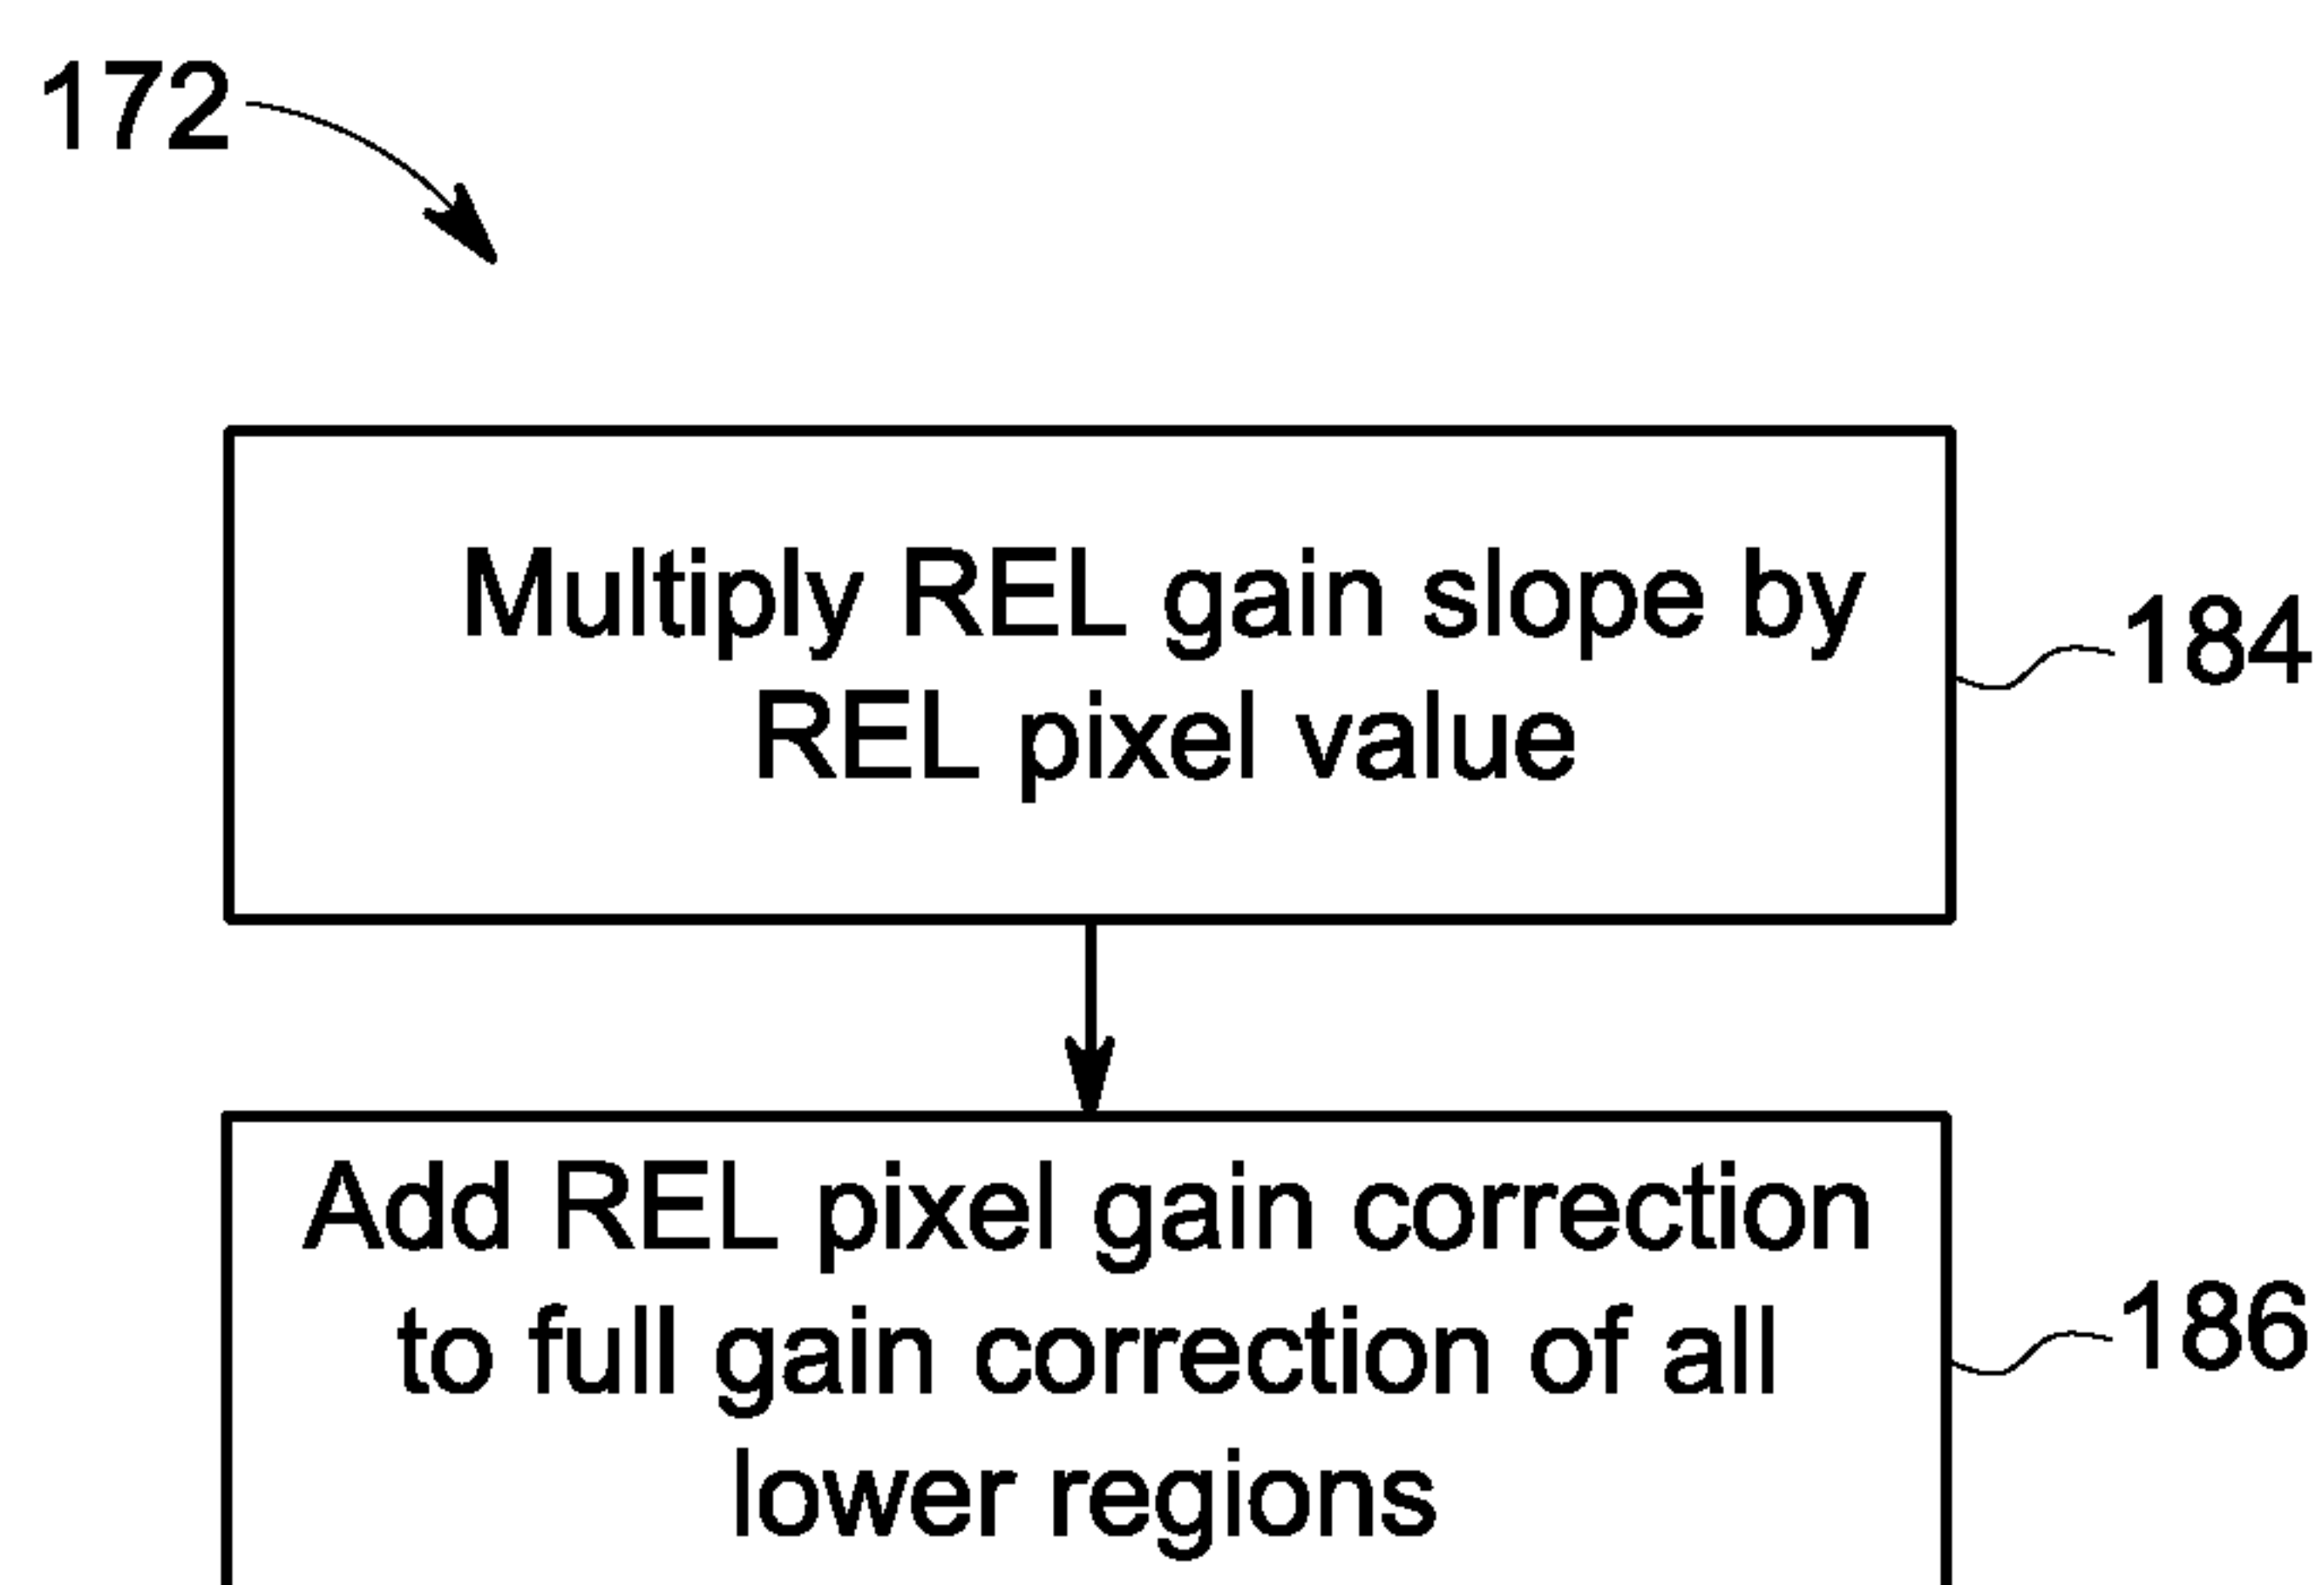 172
Multiply REL gain slope by
REL pixel value
184
Add REL pixel gain correction
to full gain correction of all
lower regions
186